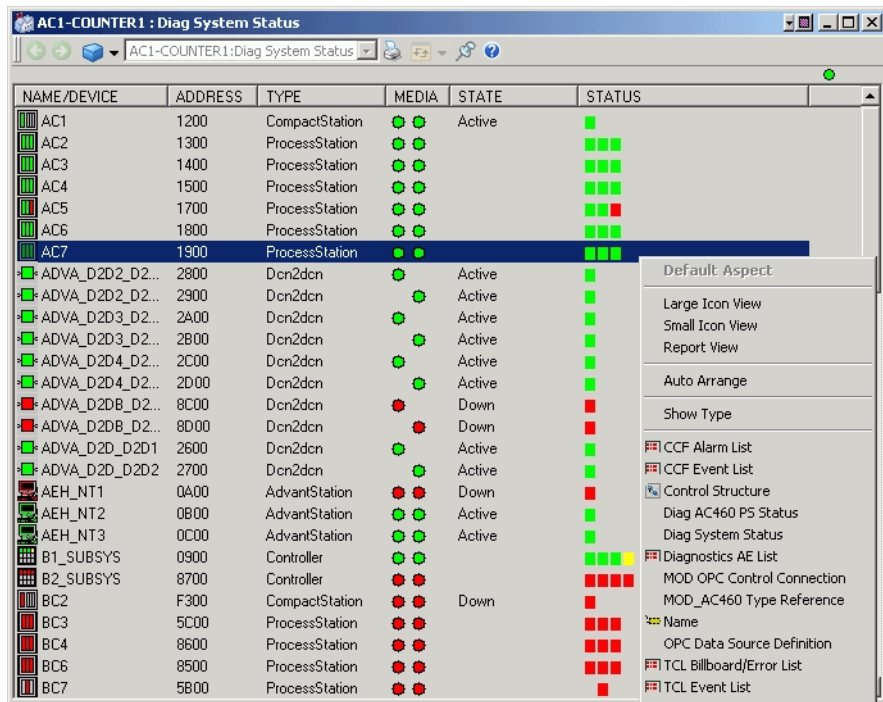 AC1-COUNTER1 : Diag System Status
AC1-COUNTER1:Diag System Status
NAME/DEVICE ADDRESS TYPE MEDIA STATE STATUS
AC1 1200 CompactStation Active
AC2 1300 ProcessStation
AC3 1400 ProcessStation
AC4 1500 ProcessStation
AC5 1700 ProcessStation
AC6 1800 ProcessStation
AC7 1900 ProcessStation
ADVA_D2D2_D2... 2800 Dcn2dcn Active
ADVA_D2D2_D2... 2900 Dcn2dcn Active
ADVA_D2D3_D2... 2A00 Dcn2dcn Active
ADVA_D2D3_D2... 2B00 Dcn2dcn Active
ADVA_D2D4_D2... 2C00 Dcn2dcn Active
ADVA_D2D4_D2... 2D00 Dcn2dcn Active
ADVA_D2DB_D2... 8C00 Dcn2dcn Down
ADVA_D2DB_D2... 8D00 Dcn2dcn Down
ADVA_D2D_D2D1 2600 Dcn2dcn Active
ADVA_D2D_D2D2 2700 Dcn2dcn Active
AEH_NT1 0A00 AdvantStation Down
AEH_NT2 0B00 AdvantStation Active
AEH_NT3 0C00 AdvantStation Active
B1_SUBSYS 0900 Controller
B2_SUBSYS 8700 Controller
BC2 F300 CompactStation Down
BC3 5C00 ProcessStation
BC4 8600 ProcessStation
BC6 8500 ProcessStation
BC7 5B00 ProcessStation
Default Aspect
Large Icon View
Small Icon View
Report View
Auto Arrange
Show Type
CCF Alarm List
CCF Event List
Control Structure
Diag AC460 PS Status
Diag System Status
Diagnostics AE List
MOD OPC Control Connection
MOD_AC460 Type Reference
Name
OPC Data Source Definition
TCL Billboard/Error List
TCL Event List